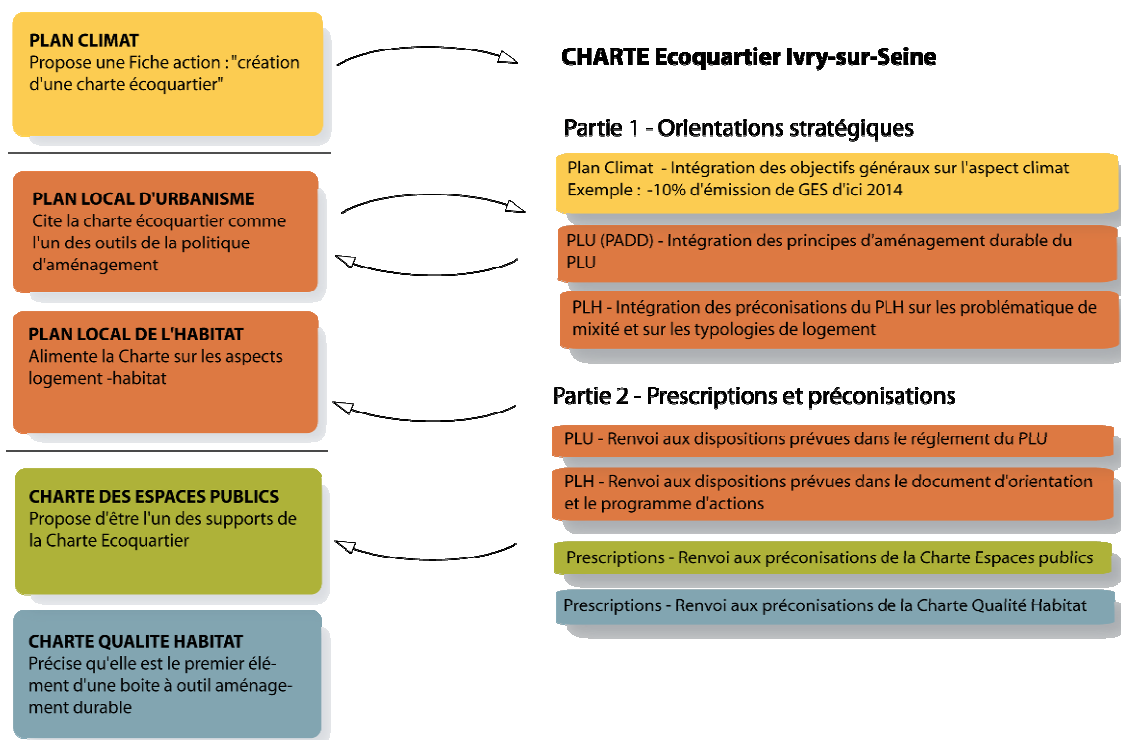 PLAN CLIMAT
Propose une Fiche action : "création
d'une charte écoquartier"
PLAN LOCAL D'URBANISME
Cite la charte écoquartier comme
l'un des outils de la politique
d'aménagement
PLAN LOCAL DE L'HABITAT
Alimente la Charte sur les aspects
logement -habitat
CHARTE DES ESPACES PUBLICS
Propose d'être l'un des supports de
la Charte Ecoquartier
CHARTE QUALITE HABITAT
Précise qu'elle est le premier élé-
ment d'une boite à outil aménage-
ment durable
CHARTE Ecoquartier Ivry-sur-Seine
Partie 1 - Orientations stratégiques
Plan Climat - Intégration des objectifs généraux sur l'aspect climat
Exemple : -10% d'émission de GES d'ici 2014
PLU (PADD) - Intégration des principes d'aménagement durable du
PLU
PLH - Intégration des préconisations du PLH sur les problématique de
mixité et sur les typologies de logement
Partie 2 - Prescriptions et préconisations
PLU - Renvoi aux dispositions prévues dans le réglement du PLU
PLH - Renvoi aux dispositions prévues dans le document d'orientation
et le programme d'actions
Prescriptions - Renvoi aux préconisations de la Charte Espaces publics
Prescriptions - Renvoi aux préconisations de la Charte Qualité Habitat